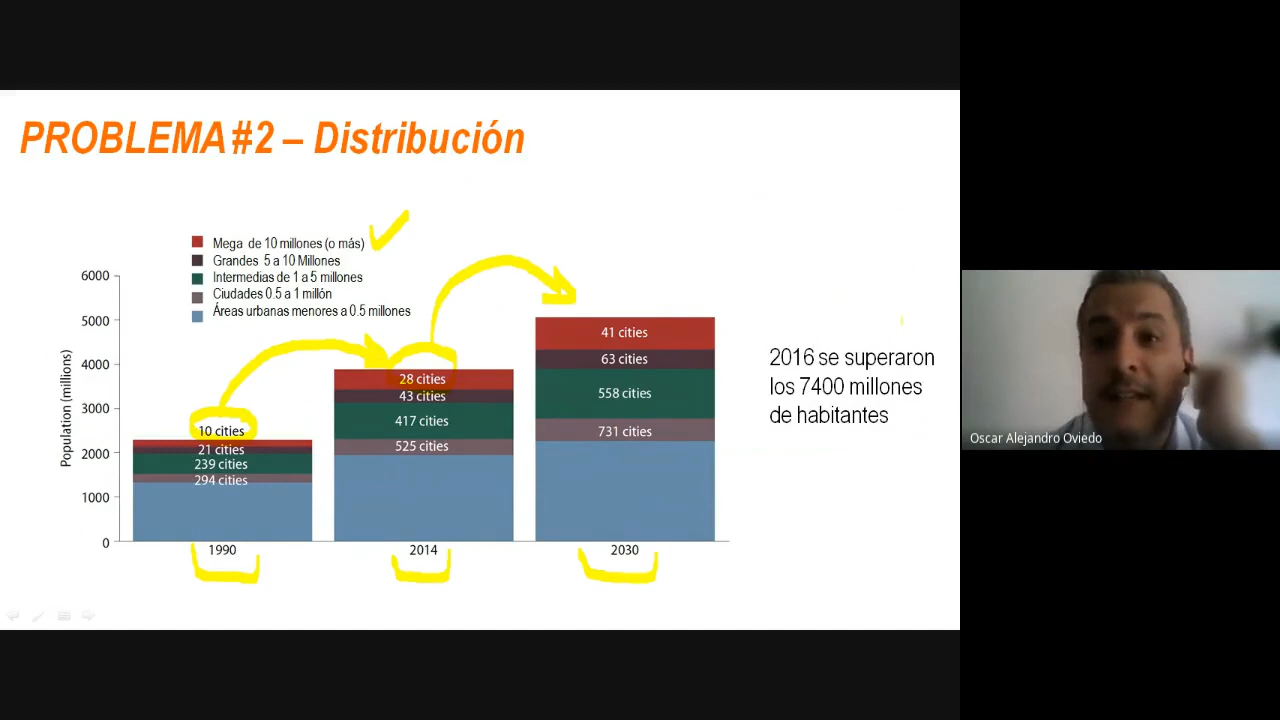 PROBLEMA #2 – Distribución
Mega de 10 millones (o más)
Grandes 5 a 10 Millones
Intermedias de 1 a 5 millones
Ciudades 0.5 a 1 millón
Áreas urbanas menores a 0.5 millones
Population (millions)
6000
5000
4000
3000
2000
1000
0
10 cities
21 cities
239 cities
294 cities
1990
28 cities
43 cities
417 cities
525 cities
2014
41 cities
63 cities
558 cities
731 cities
2030
2016 se superaron
los 7400 millones
de habitantes
Oscar Alejandro Oviedo